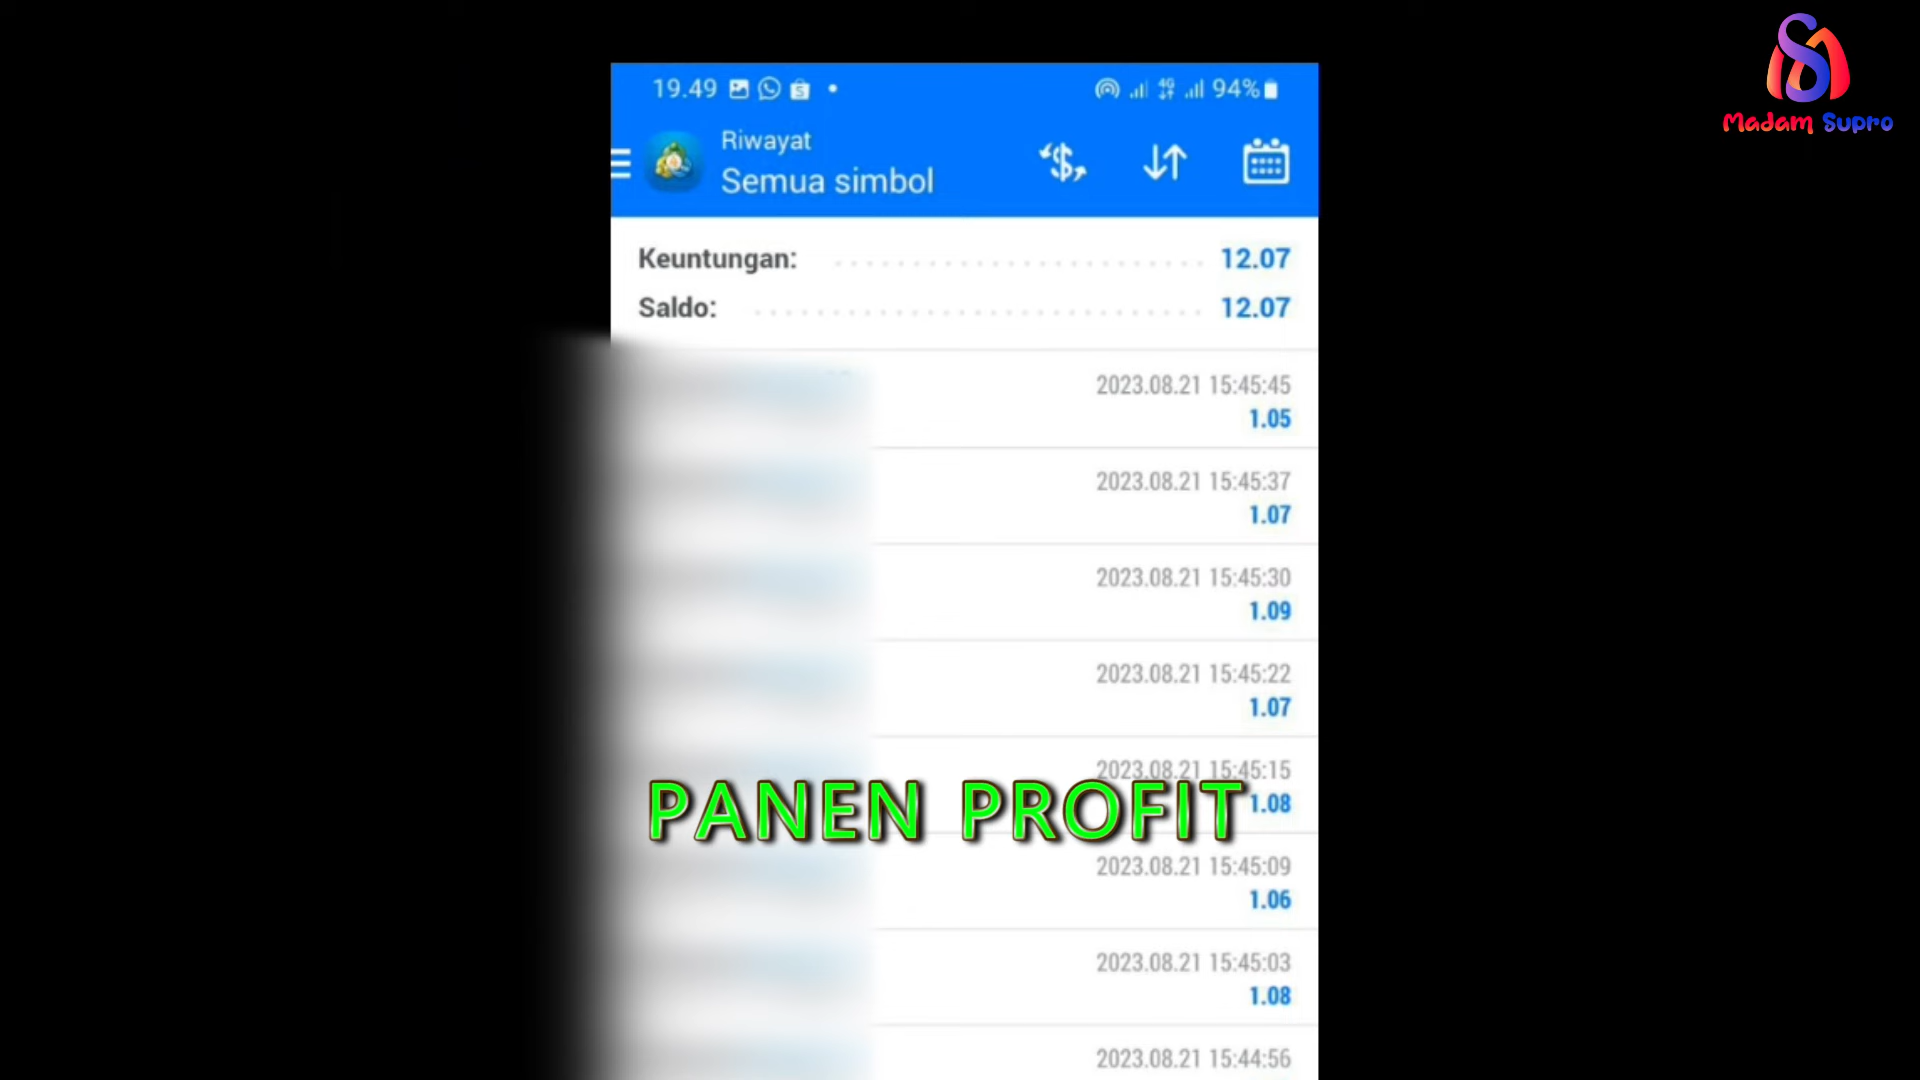 19.49
4G
94%
Madam Supro
Riwayat
Semua simbol
Keuntungan: 12.07
Saldo: 12.07
2023.08.21 15:45:45
1.05
2023.08.21 15:45:37
1.07
2023.08.21 15:45:30
1.09
2023.08.21 15:45:22
1.07
2023.08.21 15:45:15
1.08
PANEN PROFIT
2023.08.21 15:45:09
1.06
2023.08.21 15:45:03
1.08
2023.08.21 15:44:56